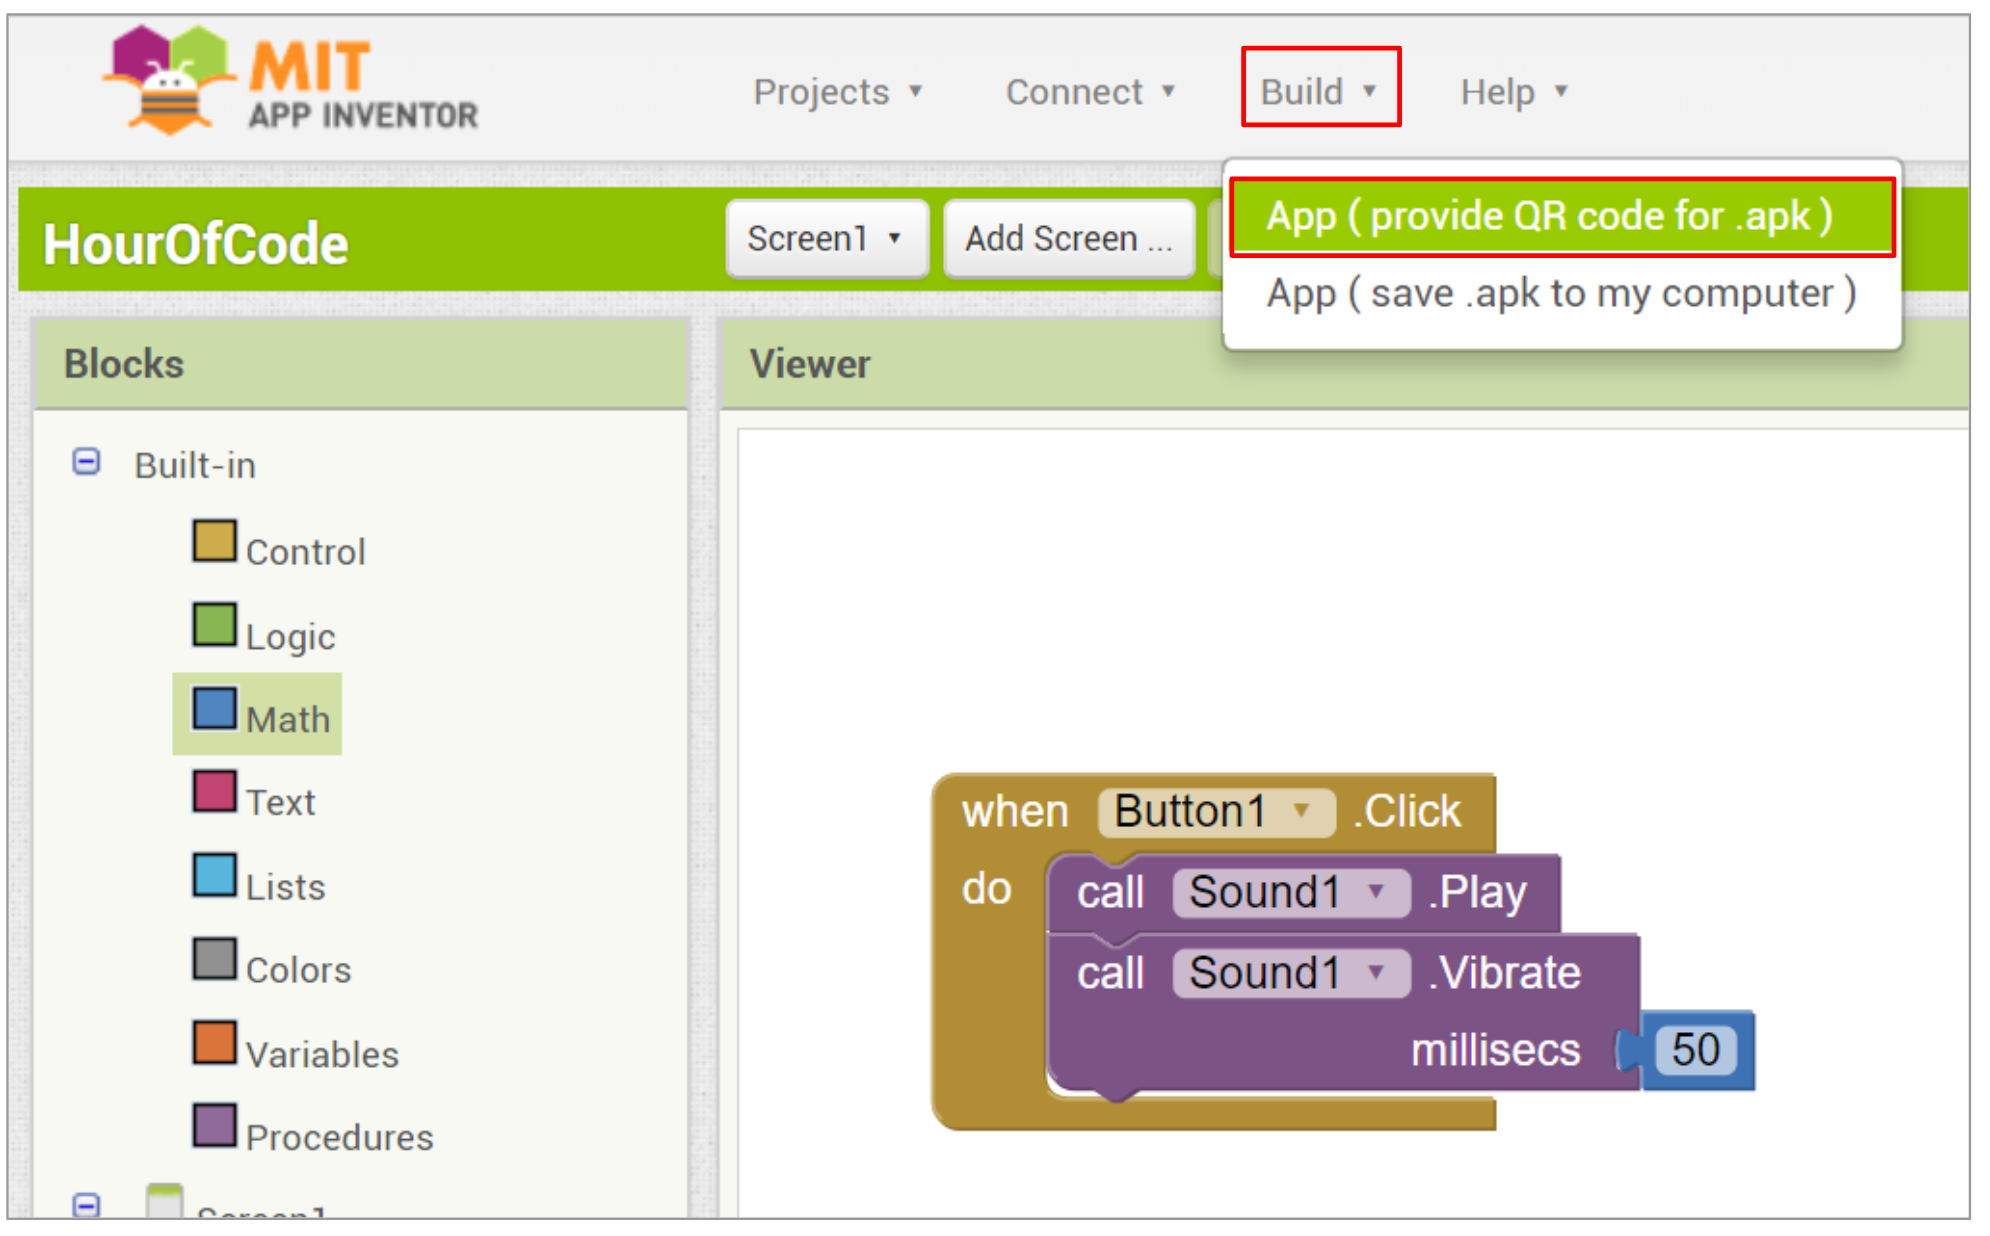 MIT
APP INVENTOR
Projects
Connect
Build
Help
HourOfCode
Screen1
Add Screen ...
App ( provide QR code for .apk )
App ( save .apk to my computer )
Blocks
Viewer
Built-in
Control
Logic
Math
Text
Lists
Colors
Variables
Procedures
Screen1
when Button1 .Click
do call Sound1 .Play
call Sound1 .Vibrate
millisecs 50